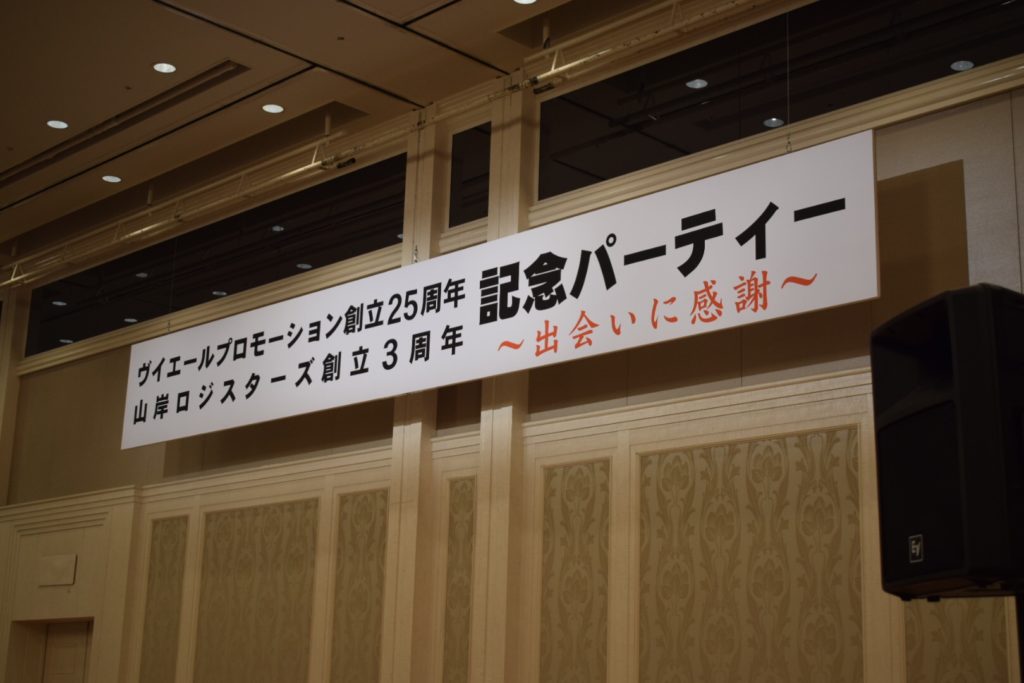 ヴィエールプロモーション創立25周年
山岸ロジスターズ創立3周年
記念パーティー
～出会いに感謝～
EV